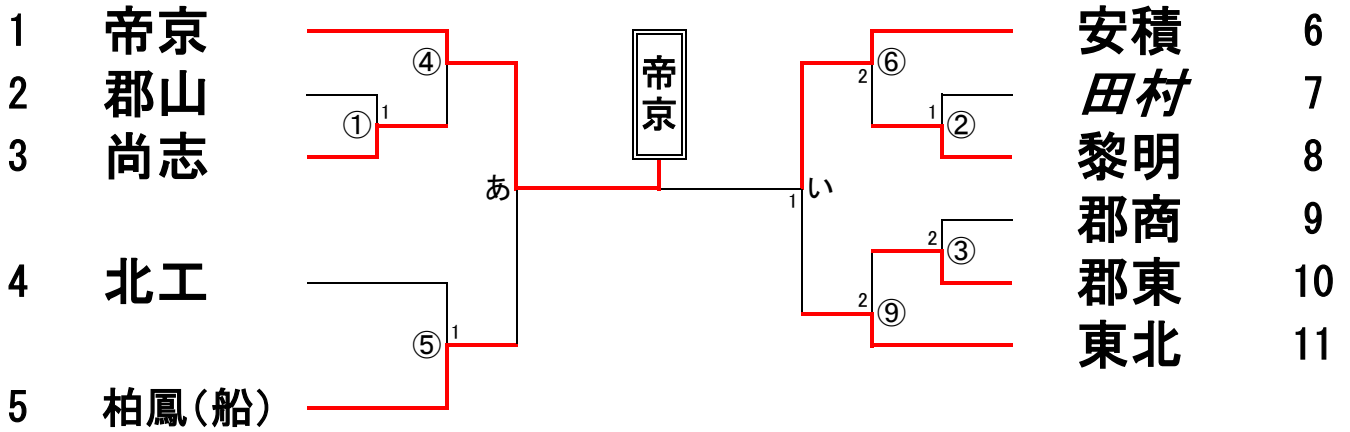 1 帝京
2 郡山
3 尚志
4 北工
5 柏鳳(船)
④
① 1
あ
⑤ 1
帝京
い 1
⑥ 2
② 1
③ 2
⑨ 2
安積 6
田村 7
黎明 8
郡商 9
郡東 10
東北 11